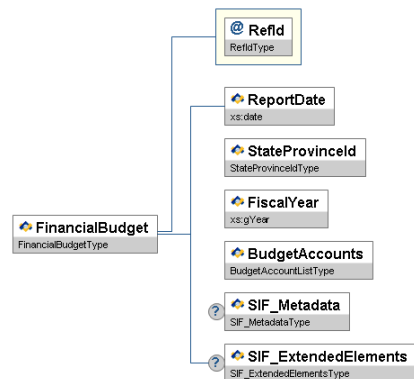 @ RefId
RefIdType
ReportDate
xs:date
StateProvinceId
StateProvinceIdType
FiscalYear
xs:gYear
FinancialBudget
FinancialBudgetType
BudgetAccounts
BudgetAccountListType
? SIF_Metadata
SIF_MetadataType
? SIF_ExtendedElements
SIF_ExtendedElementsType